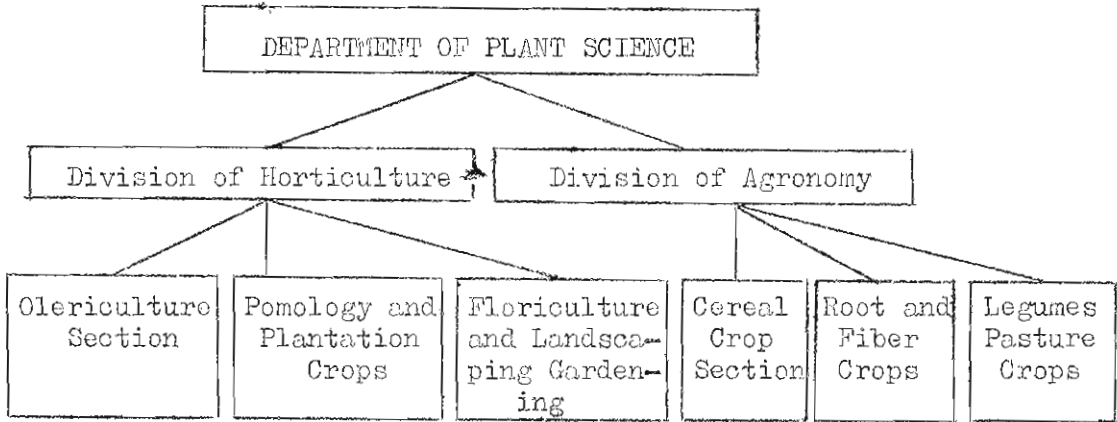 DEPARTMENT OF PLANT SCIENCE
Division of Horticulture
Division of Agronomy
Olericulture
Section
Pomology and
Plantation
Crops
Floriculture
and Landsca-
ping Garden-
ing
Cereal
Crop
Section
Root and
Fiber
Crops
Legumes
Pasture
Crops